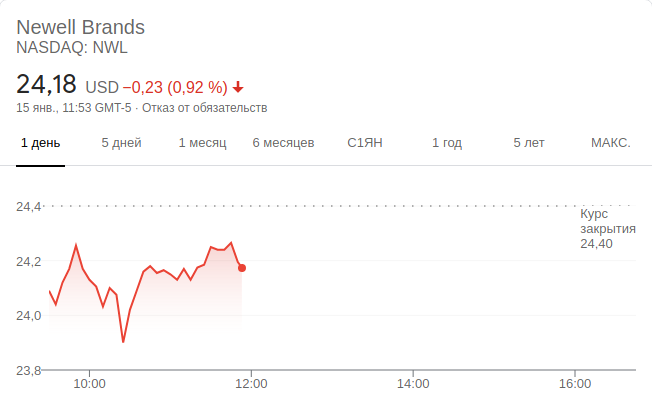 Newell Brands
NASDAQ: NWL
24,18 USD −0,23 (0,92 %)
15 янв., 11:53 GMT-5 · Отказ от обязательств
1 день 5 дней 1 месяц 6 месяцев С1ЯН 1 год 5 лет МАКС.
24,4
Курс
закрытия
24,40
24,2
24,0
23,8
10:00 12:00 14:00 16:00